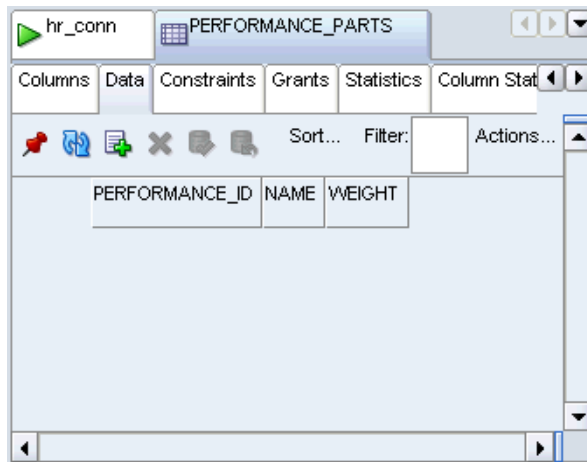 hr_conn PERFORMANCE_PARTS
Columns Data Constraints Grants Statistics Column Stat
Sort... Filter: Actions...
PERFORMANCE_ID NAME WEIGHT